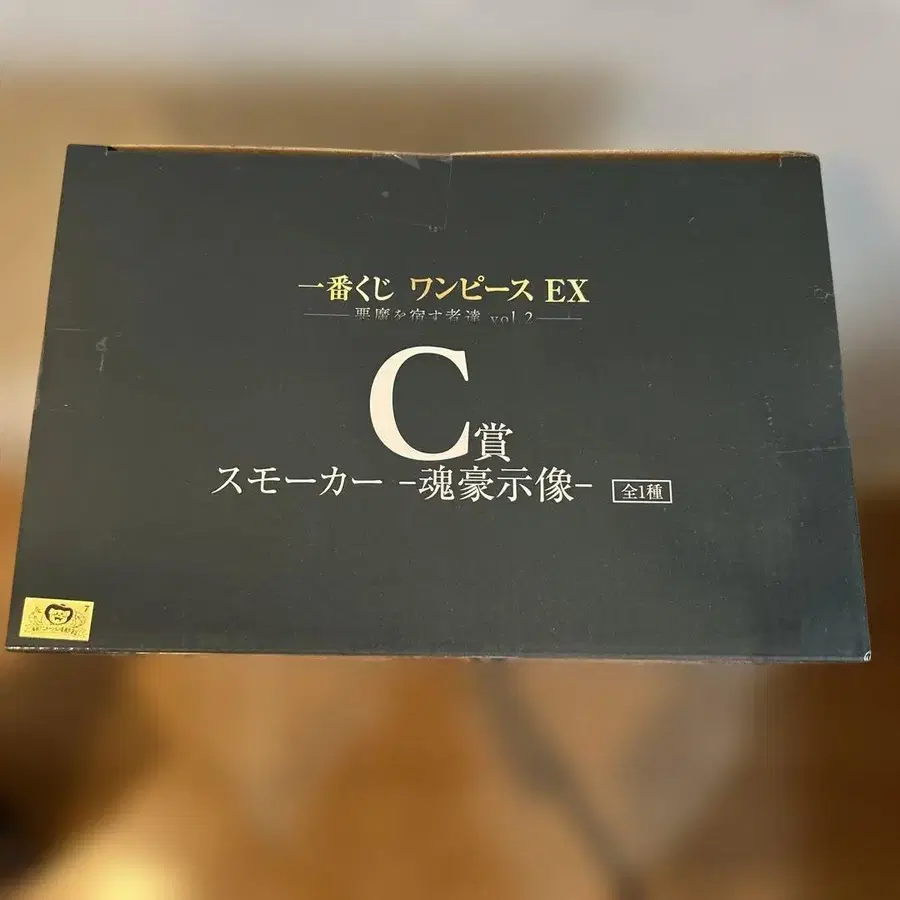 一番くじ ワンピース EX
悪魔を宿す者達 vol.2
C賞
スモーカー -魂豪示像- 全1種
7